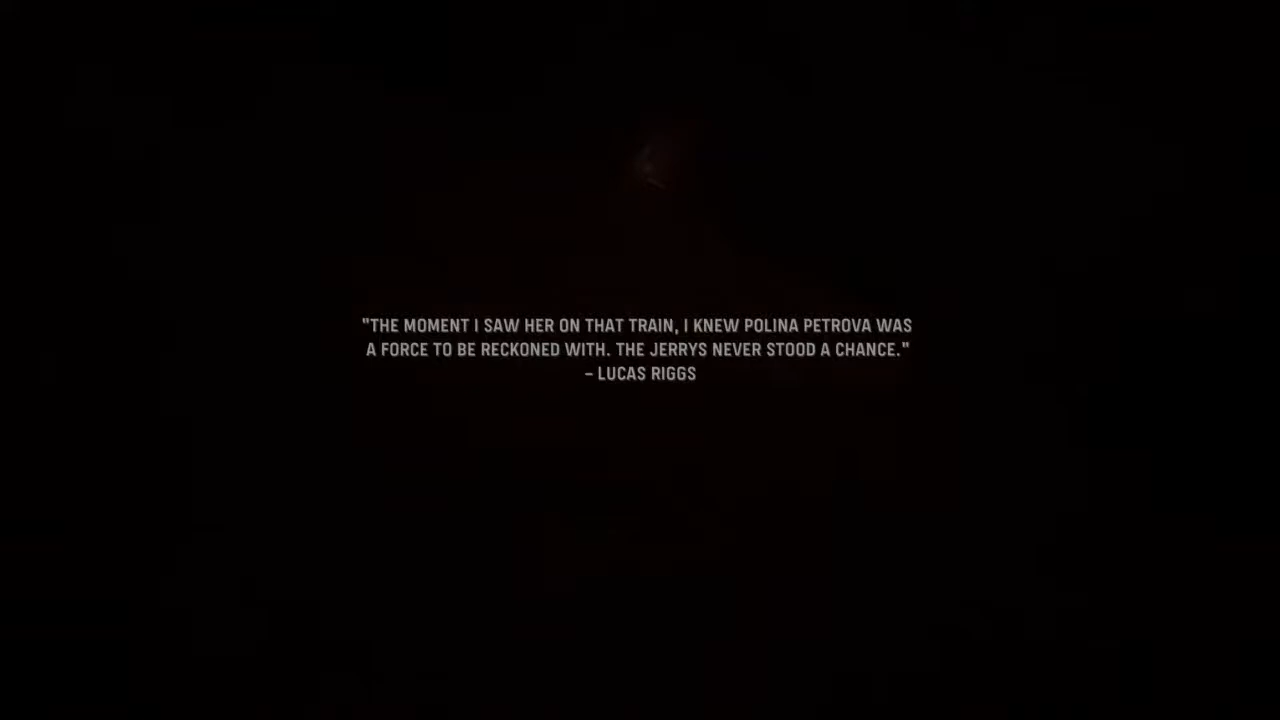 "THE MOMENT I SAW HER ON THAT TRAIN, I KNEW POLINA PETROVA WAS
A FORCE TO BE RECKONED WITH. THE JERRYS NEVER STOOD A CHANCE."
– LUCAS RIGGS